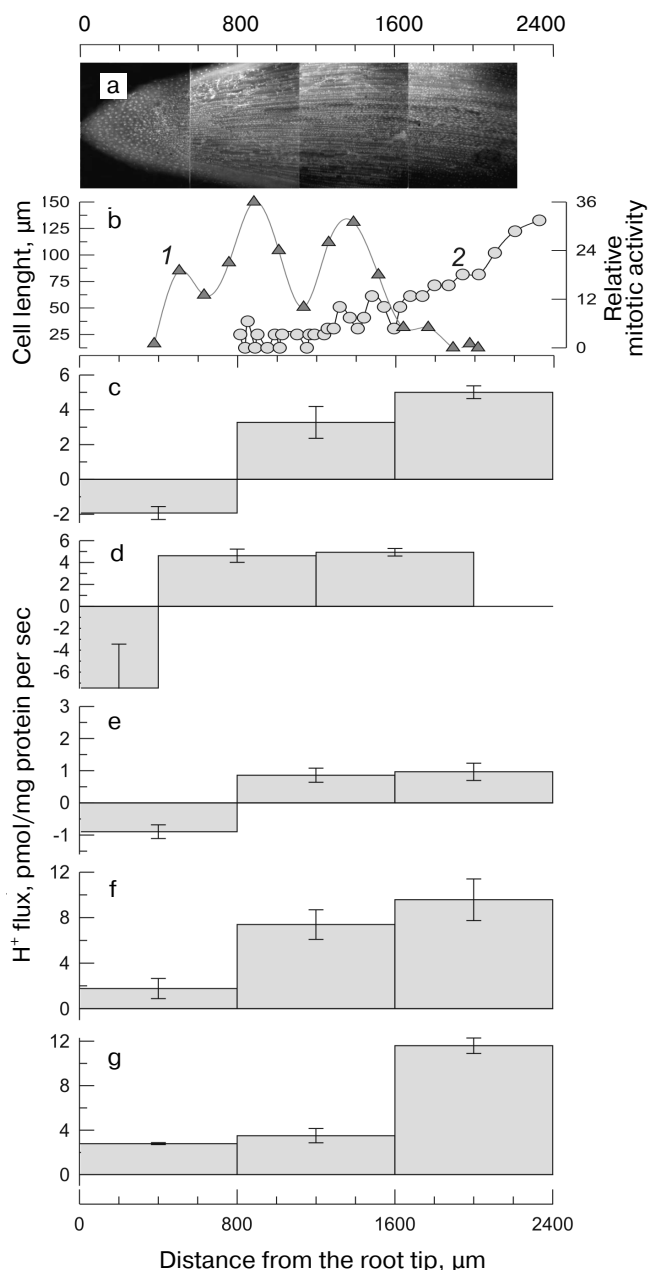 0 800 1600 2400
a
b
150
125
100
75
50
25
Cell lenght, µm
1
2
36
24
12
0
Relative
mitotic activity
c
6
4
2
0
-2
d
6
4
2
0
-2
-4
-6
e
3
2
1
0
-1
f
12
8
4
0
g
12
8
4
0
H⁺ flux, pmol/mg protein per sec
0 800 1600 2400
Distance from the root tip, µm